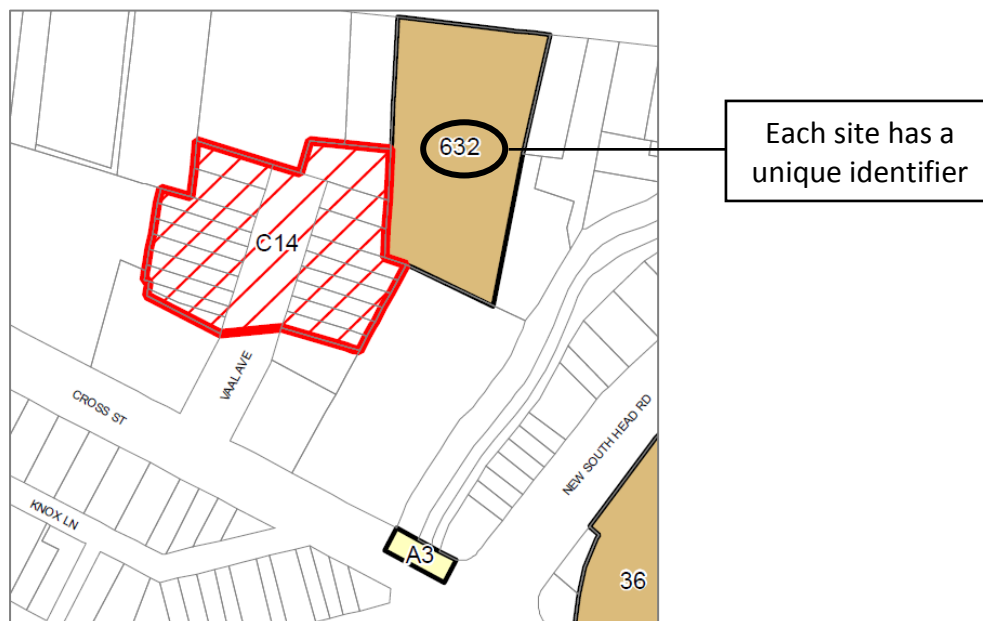 632
Each site has a
unique identifier
C14
VAAL AVE
CROSS ST
NEW SOUTH HEAD RD
KNOX LN
A3
36